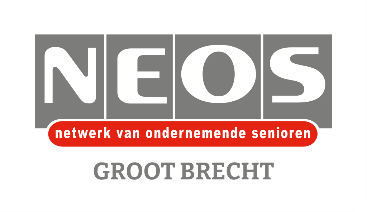 NEOS
netwerk van ondernemende senioren
GROOT BRECHT